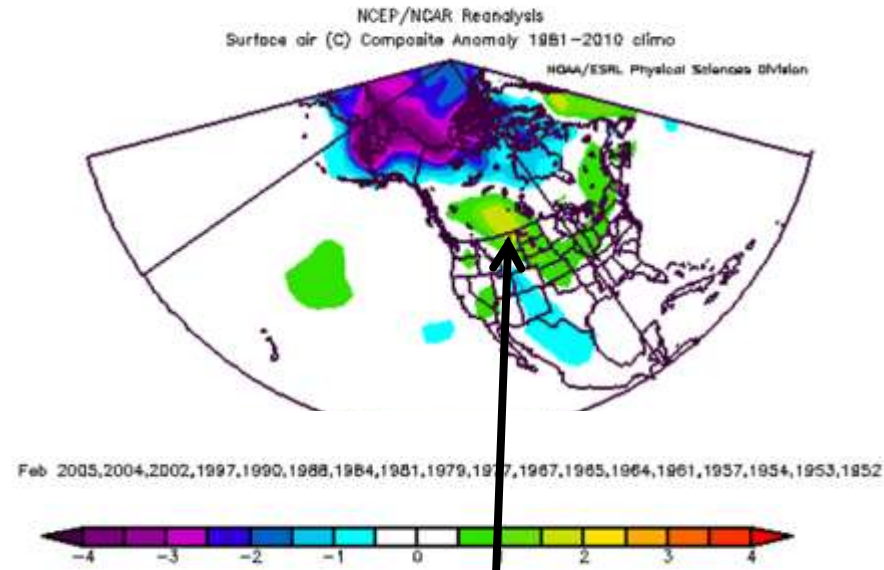 NCEP/NCAR Reanalysis
Surface air (C) Composite Anomaly 1981-2010 climo
NOAA/ESRL Physical Sciences Division
Feb 2005,2004,2002,1997,1990,1988,1984,1981,1979, 1967,1965,1964,1961,1957,1954,1953,1952
-4 -3 -2 -1 0 2 3 4